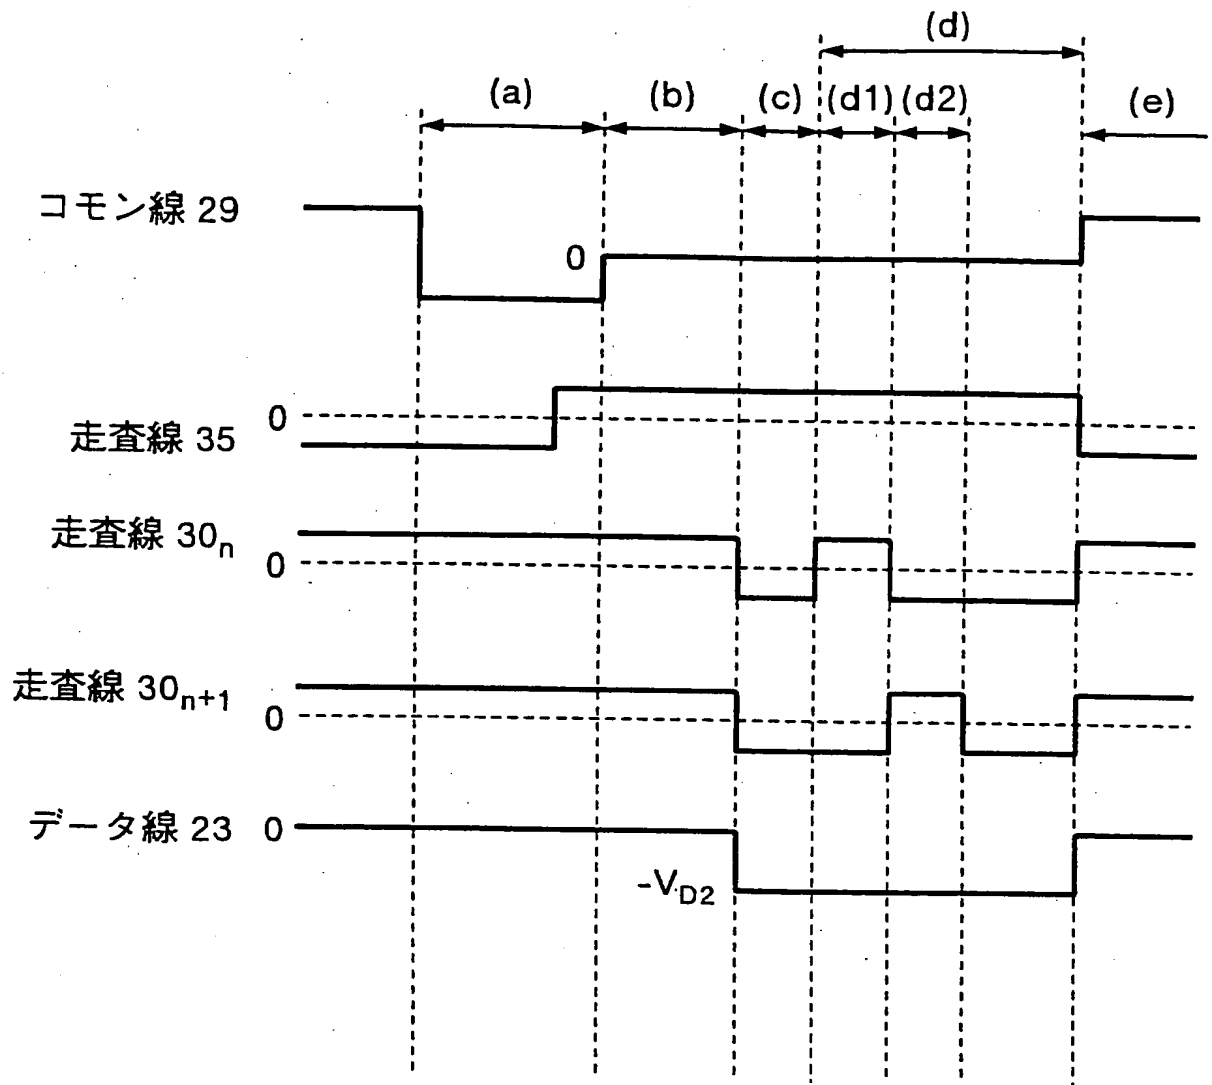 (d)
(a) (b) (c) (d1) (d2) (e)
コモン線 29
0
0
走査線 35
走査線 30n
0
走査線 30n+1
0
データ線 23 0
-VD2